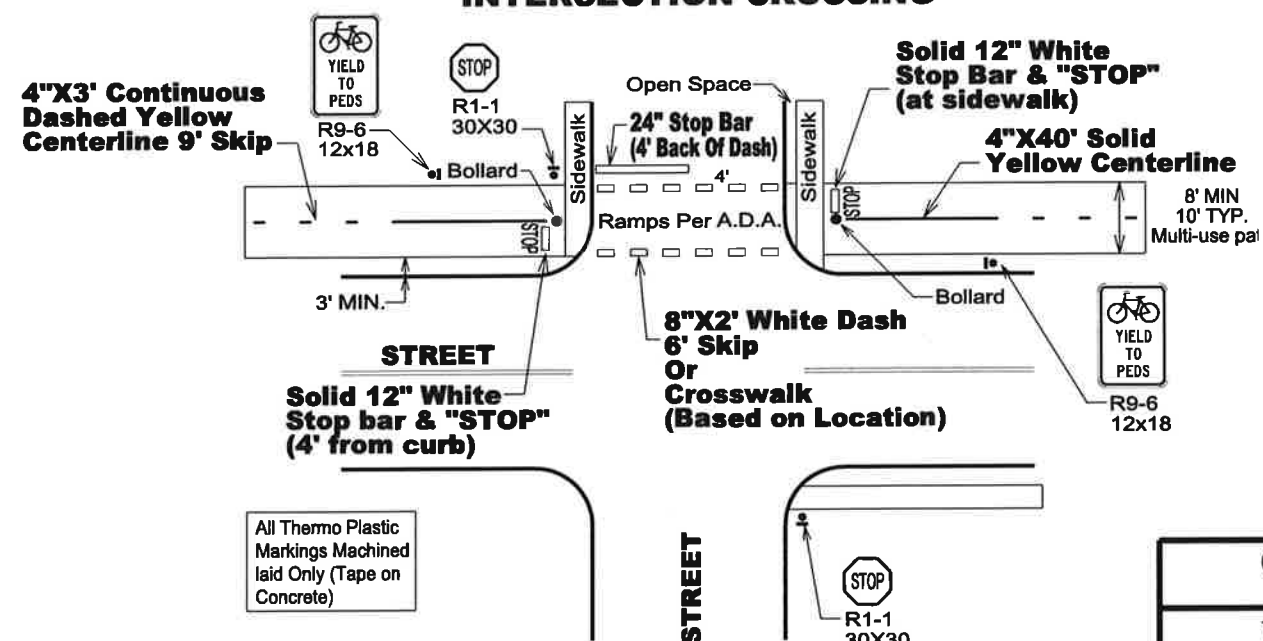 INTERSECTION CROSSING
YIELD
TO
PEDS
R9-6
12x18
STOP
R1-1
30X30
4"X3' Continuous
Dashed Yellow
Centerline 9' Skip
Bollard
Sidewalk
Open Space
24" Stop Bar
(4' Back Of Dash)
4'
Sidewalk
Solid 12" White
Stop Bar & "STOP"
(at sidewalk)
4"X40' Solid
Yellow Centerline
8' MIN
10' TYP.
Multi-use
STOP
Ramps Per A.D.A.
STOP
3' MIN.
Bollard
8"X2' White Dash
6' Skip
Or
Crosswalk
(Based on Location)
YIELD
TO
PEDS
R9-6
12x18
STREET
Solid 12" White
Stop bar & "STOP"
(4' from curb)
All Thermo Plastic
Markings Machined
laid Only (Tape on
Concrete)
STREET
STOP
R1-1
30X30